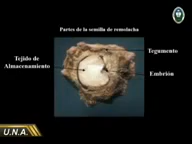 Partes de la semilla de remolacha
Tegumento
Tejido de
Almacenamiento
Embrión
U.N.A.